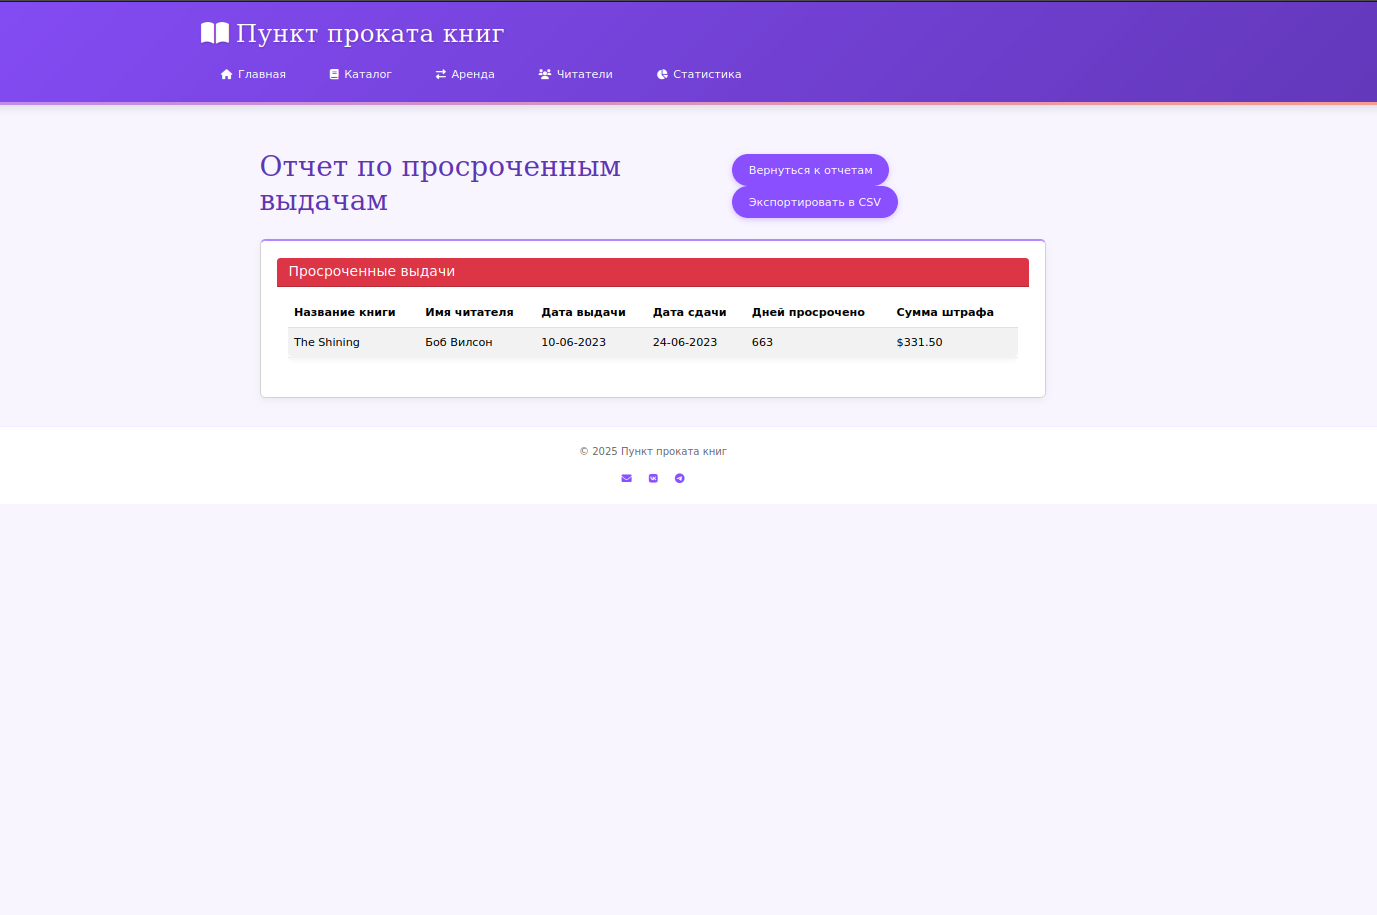 Пункт проката книг
Главная Каталог Аренда Читатели Статистика
Отчет по просроченным
выдачам
Вернуться к отчетам
Экспортировать в CSV
Просроченные выдачи
Название книги Имя читателя Дата выдачи Дата сдачи Дней просрочено Сумма штрафа
The Shining Боб Вилсон 10-06-2023 24-06-2023 663 $331.50
© 2025 Пункт проката книг